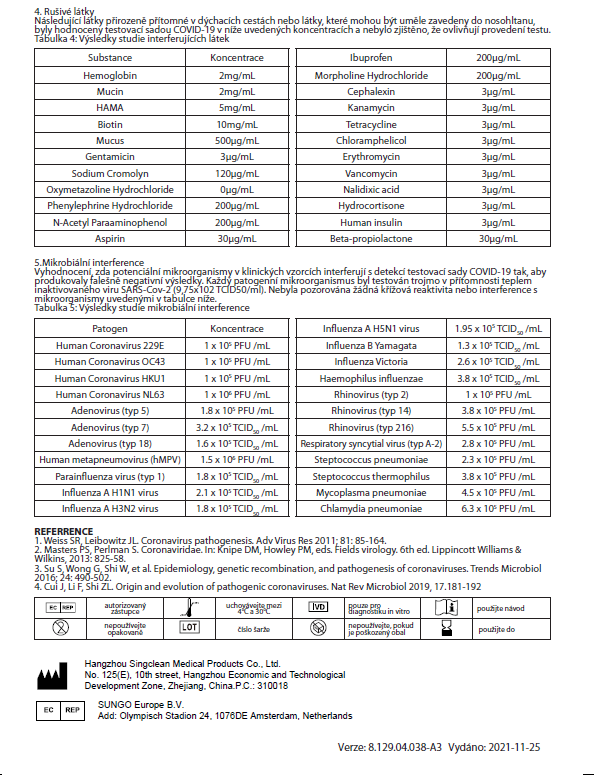 4. Rušivé látky
Následující látky přirozeně přítomné v dýchacích cestách nebo látky, které mohou být uměle zavedeny do nosohltanu,
byly hodnoceny testovací sadou COVID-19 v níže uvedených koncentracích a nebylo zjištěno, že ovlivňují provedení testu.
Tabulka 4: Výsledky studie interferujících látek
Substance Koncentrace Ibuprofen 200μg/mL
Hemoglobin 2mg/mL Morpholine Hydrochloride 200μg/mL
Mucin 2mg/mL Cephalexin 3μg/mL
HAMA 5mg/mL Kanamycin 3μg/mL
Biotin 10mg/mL Tetracycline 3μg/mL
Mucus 500μg/mL Chloramphelicol 3μg/mL
Gentamicin 3μg/mL Erythromycin 3μg/mL
Sodium Cromolyn 120μg/mL Vancomycin 3μg/mL
Oxymetazoline Hydrochloride 0μg/mL Nalidixic acid 3μg/mL
Phenylephrine Hydrochloride 200μg/mL Hydrocortisone 3μg/mL
N-Acetyl Paraaminophenol 200μg/mL Human insulin 3μg/mL
Aspirin 30μg/mL Beta-propiolactone 30μg/mL
5.Mikrobiální interference
Vyhodnocení, zda potenciální mikroorganismy v klinických vzorcích interferují s detekcí testovací sady COVID-19 tak, aby
produkovaly falešně negativní výsledky. Každý patogenní mikroorganismus byl testován trojmo v přítomnosti teplem
inaktivovaného viru SARS-Cov-2 (9,75x102 TCID50/ml). Nebyla pozorována žádná křížová reaktivita nebo interference s
mikroorganismy uvedenými v tabulce níže.
Tabulka 5: Výsledky studie mikrobiální interference
Patogen Koncentrace Influenza A H5N1 virus 1.95 x 10⁵ TCID₅₀ /mL
Human Coronavirus 229E 1 x 10⁵ PFU /mL Influenza B Yamagata 1.3 x 10⁵ TCID₅₀ /mL
Human Coronavirus OC43 1 x 10⁵ PFU /mL Influenza Victoria 2.6 x 10⁵ TCID₅₀ /mL
Human Coronavirus HKU1 1 x 10⁵ PFU /mL Haemophilus influenzae 3.8 x 10⁵ TCID₅₀ /mL
Human Coronavirus NL63 1 x 10⁶ PFU /mL Rhinovirus (typ 2) 1 x 10⁵ PFU /mL
Adenovirus (typ 5) 1.8 x 10⁵ PFU /mL Rhinovirus (typ 14) 3.8 x 10⁵ PFU /mL
Adenovirus (typ 7) 3.2 x 10⁵ TCID₅₀ /mL Rhinovirus (typ 216) 5.5 x 10⁵ PFU /mL
Adenovirus (typ 18) 1.6 x 10⁵ TCID₅₀ /mL Respiratory syncytial virus (typ A-2) 2.8 x 10⁵ PFU /mL
Human metapneumovirus (hMPV) 1.5 x 10⁶ PFU /mL Steptococcus pneumoniae 2.3 x 10⁵ PFU /mL
Parainfluenza virus (typ 1) 1.8 x 10⁵ TCID₅₀ /mL Steptococcus thermophilus 3.8 x 10⁵ PFU /mL
Influenza A H1N1 virus 2.1 x 10⁵ TCID₅₀ /mL Mycoplasma pneumoniae 4.5 x 10⁵ PFU /mL
Influenza A H3N2 virus 1.8 x 10⁵ TCID₅₀ /mL Chlamydia pneumoniae 6.3 x 10⁵ PFU /mL
REFERRENCE
1. Weiss SR, Leibowitz JL. Coronavirus pathogenesis. Adv Virus Res 2011; 81: 85-164.
2. Masters PS, Perlman S. Coronaviridae. In: Knipe DM, Howley PM, eds. Fields virology. 6th ed. Lippincott Williams &
Wilkins, 2013: 825-58.
3. Su S, Wong G, Shi W, et al. Epidemiology, genetic recombination, and pathogenesis of coronaviruses. Trends Microbiol
2016; 24: 490-502.
4. Cui J, Li F, Shi ZL. Origin and evolution of pathogenic coronaviruses. Nat Rev Microbiol 2019, 17.181-192
EC REP autorizovaný zástupce uchovávejte mezi 4°C a 30°C IVD pouze pro diagnostiku in vitro použijte návod
nepoužívejte opakovaně LOT číslo šarže nepoužívejte, pokud je poškozený obal použijte do
Hangzhou Singclean Medical Products Co., Ltd.
No. 125(E), 10th street, Hangzhou Economic and Technological
Development Zone, Zhejiang, China.P.C.: 310018
EC REP SUNGO Europe B.V.
Add: Olympisch Stadion 24, 1076DE Amsterdam, Netherlands
Verze: 8.129.04.038-A3 Vydáno: 2021-11-25